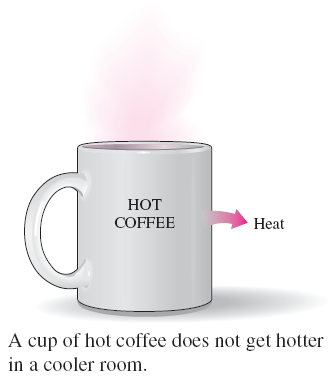 HOT
COFFEE
Heat
A cup of hot coffee does not get hotter
in a cooler room.